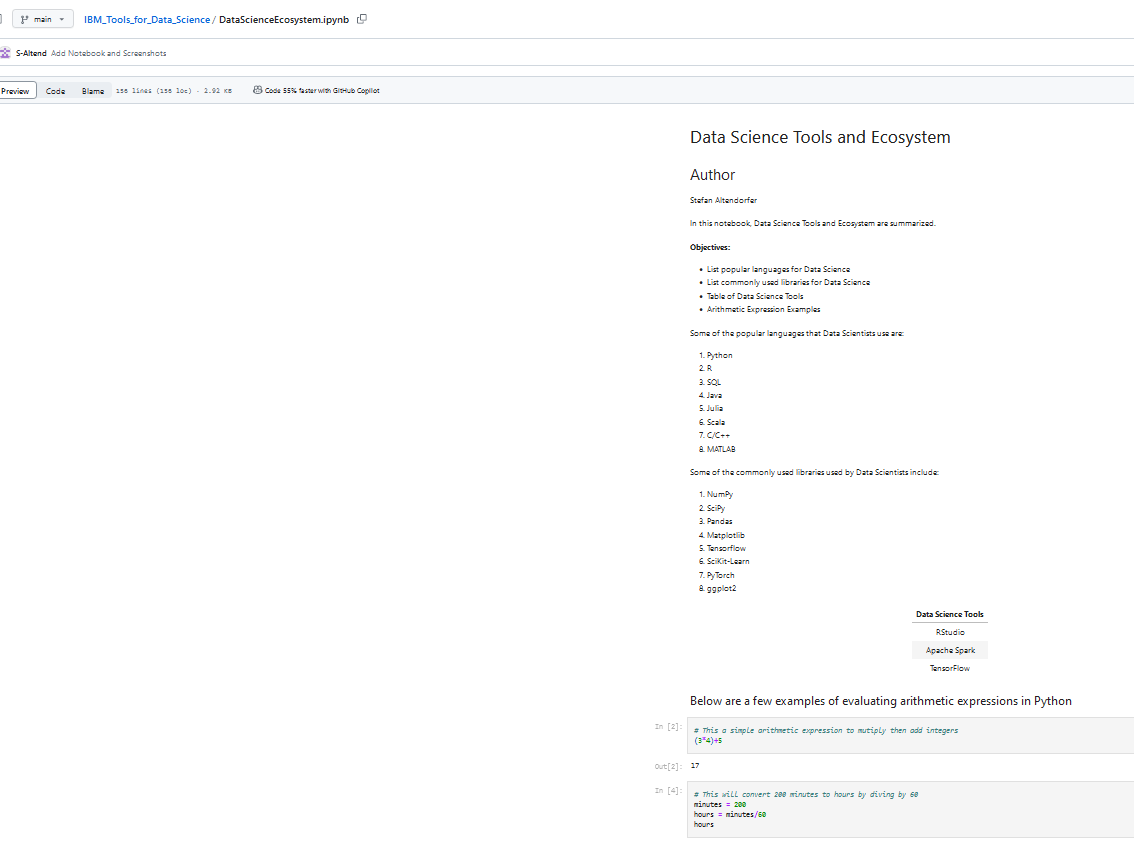 main
IBM_Tools_for_Data_Science / DataScienceEcosystem.ipynb
S-Altend Add Notebook and Screenshots
Preview Code Blame 156 lines (156 loc) · 2.92 KB Code 55% faster with GitHub Copilot
Data Science Tools and Ecosystem
Author
Stefan Altendorfer
In this notebook, Data Science Tools and Ecosystem are summarized.
Objectives:
• List popular languages for Data Science
• List commonly used libraries for Data Science
• Table of Data Science Tools
• Arithmetic Expression Examples
Some of the popular languages that Data Scientists use are:
1. Python
2. R
3. SQL
4. Java
5. Julia
6. Scala
7. C/C++
8. MATLAB
Some of the commonly used libraries used by Data Scientists include:
1. NumPy
2. SciPy
3. Pandas
4. Matplotlib
5. Tensorflow
6. SciKit-Learn
7. PyTorch
8. ggplot2
Data Science Tools
RStudio
Apache Spark
TensorFlow
Below are a few examples of evaluating arithmetic expressions in Python
In [2]: # This a simple arithmetic expression to mutiply then add integers
(3*4)+5
Out[2]: 17
In [4]: # This will convert 200 minutes to hours by diving by 60
minutes = 200
hours = minutes/60
hours